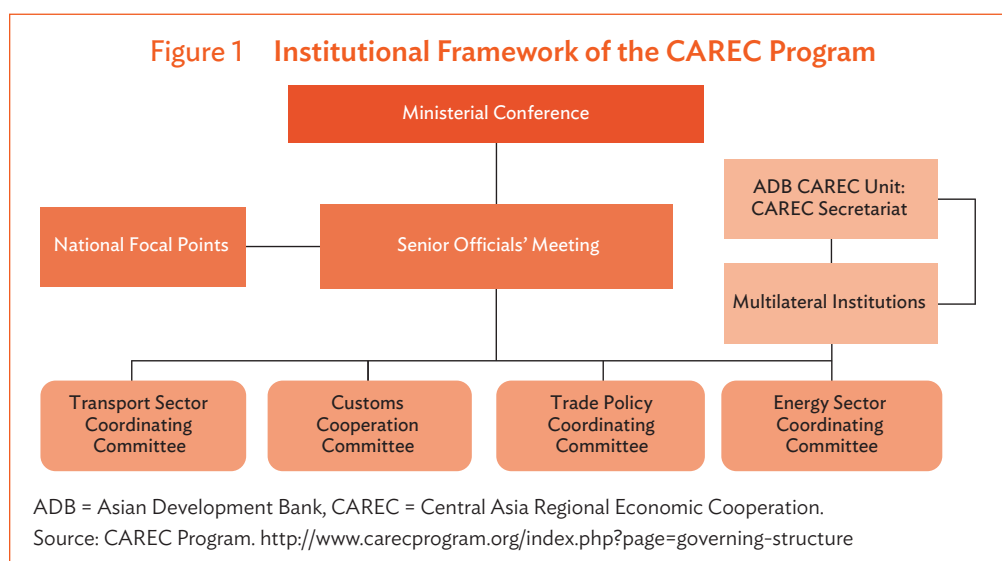 Figure 1 Institutional Framework of the CAREC Program
Ministerial Conference
ADB CAREC Unit:
CAREC Secretariat
National Focal Points
Senior Officials’ Meeting
Multilateral Institutions
Transport Sector
Coordinating
Committee
Customs
Cooperation
Committee
Trade Policy
Coordinating
Committee
Energy Sector
Coordinating
Committee
ADB = Asian Development Bank, CAREC = Central Asia Regional Economic Cooperation.
Source: CAREC Program. http://www.carecprogram.org/index.php?page=governing-structure